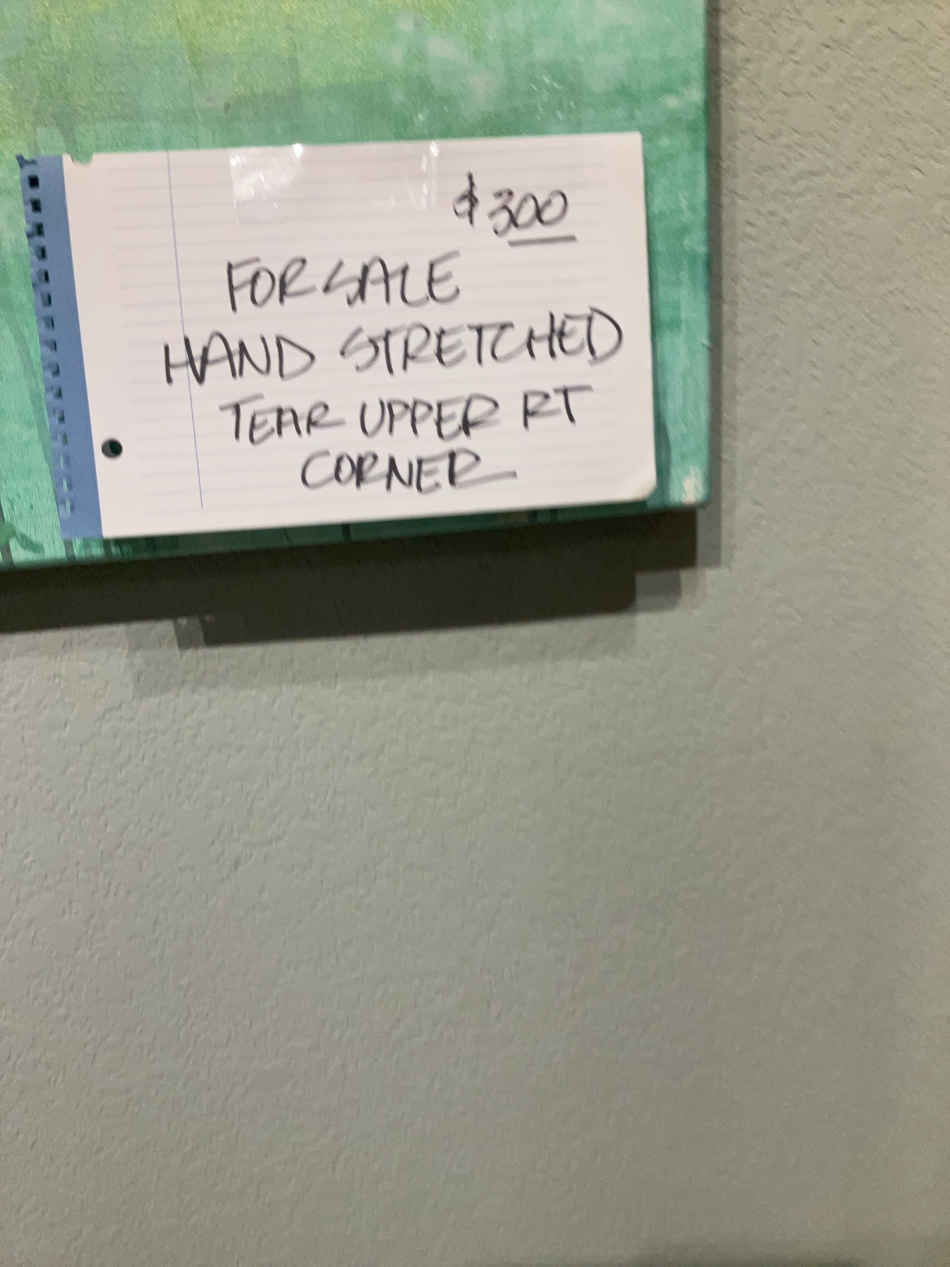 $300
FOR SALE
HAND STRETCHED
TEAR UPPER RT
CORNER